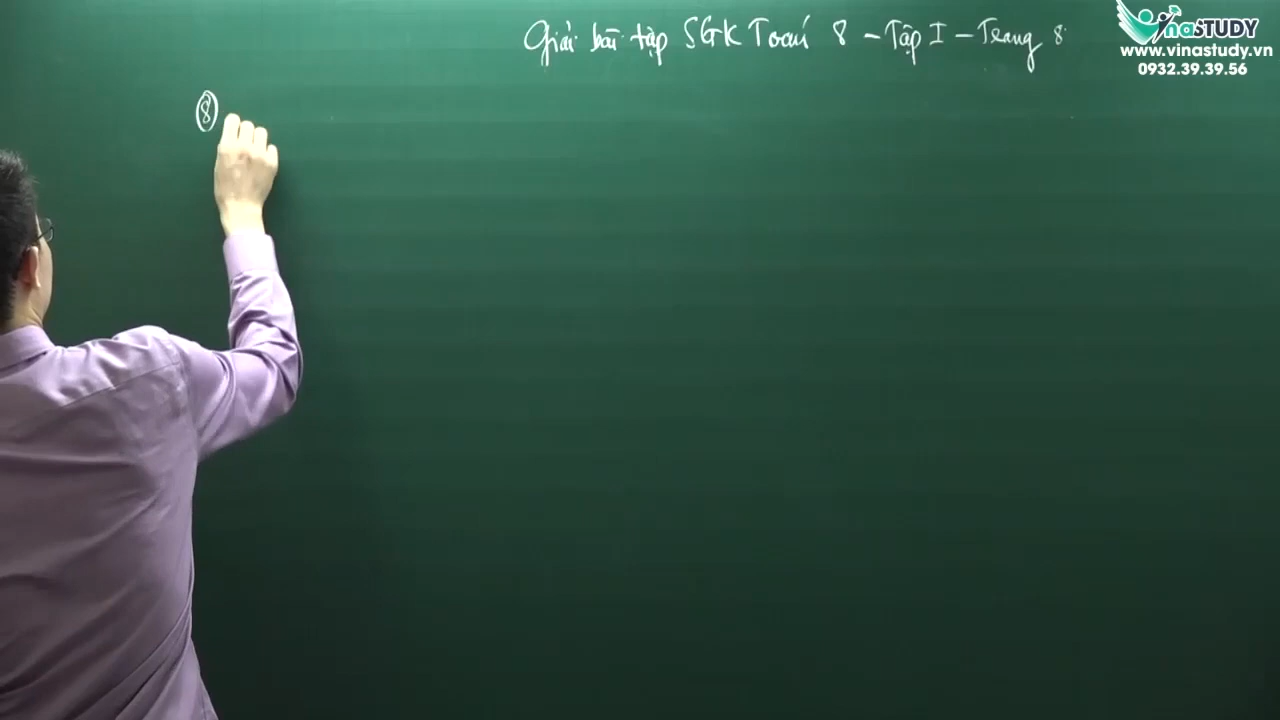 Giải bài tập SGK Toán 8 - Tập I - Trang 8
VinaSTUDY
www.vinastudy.vn
0932.39.39.56
8